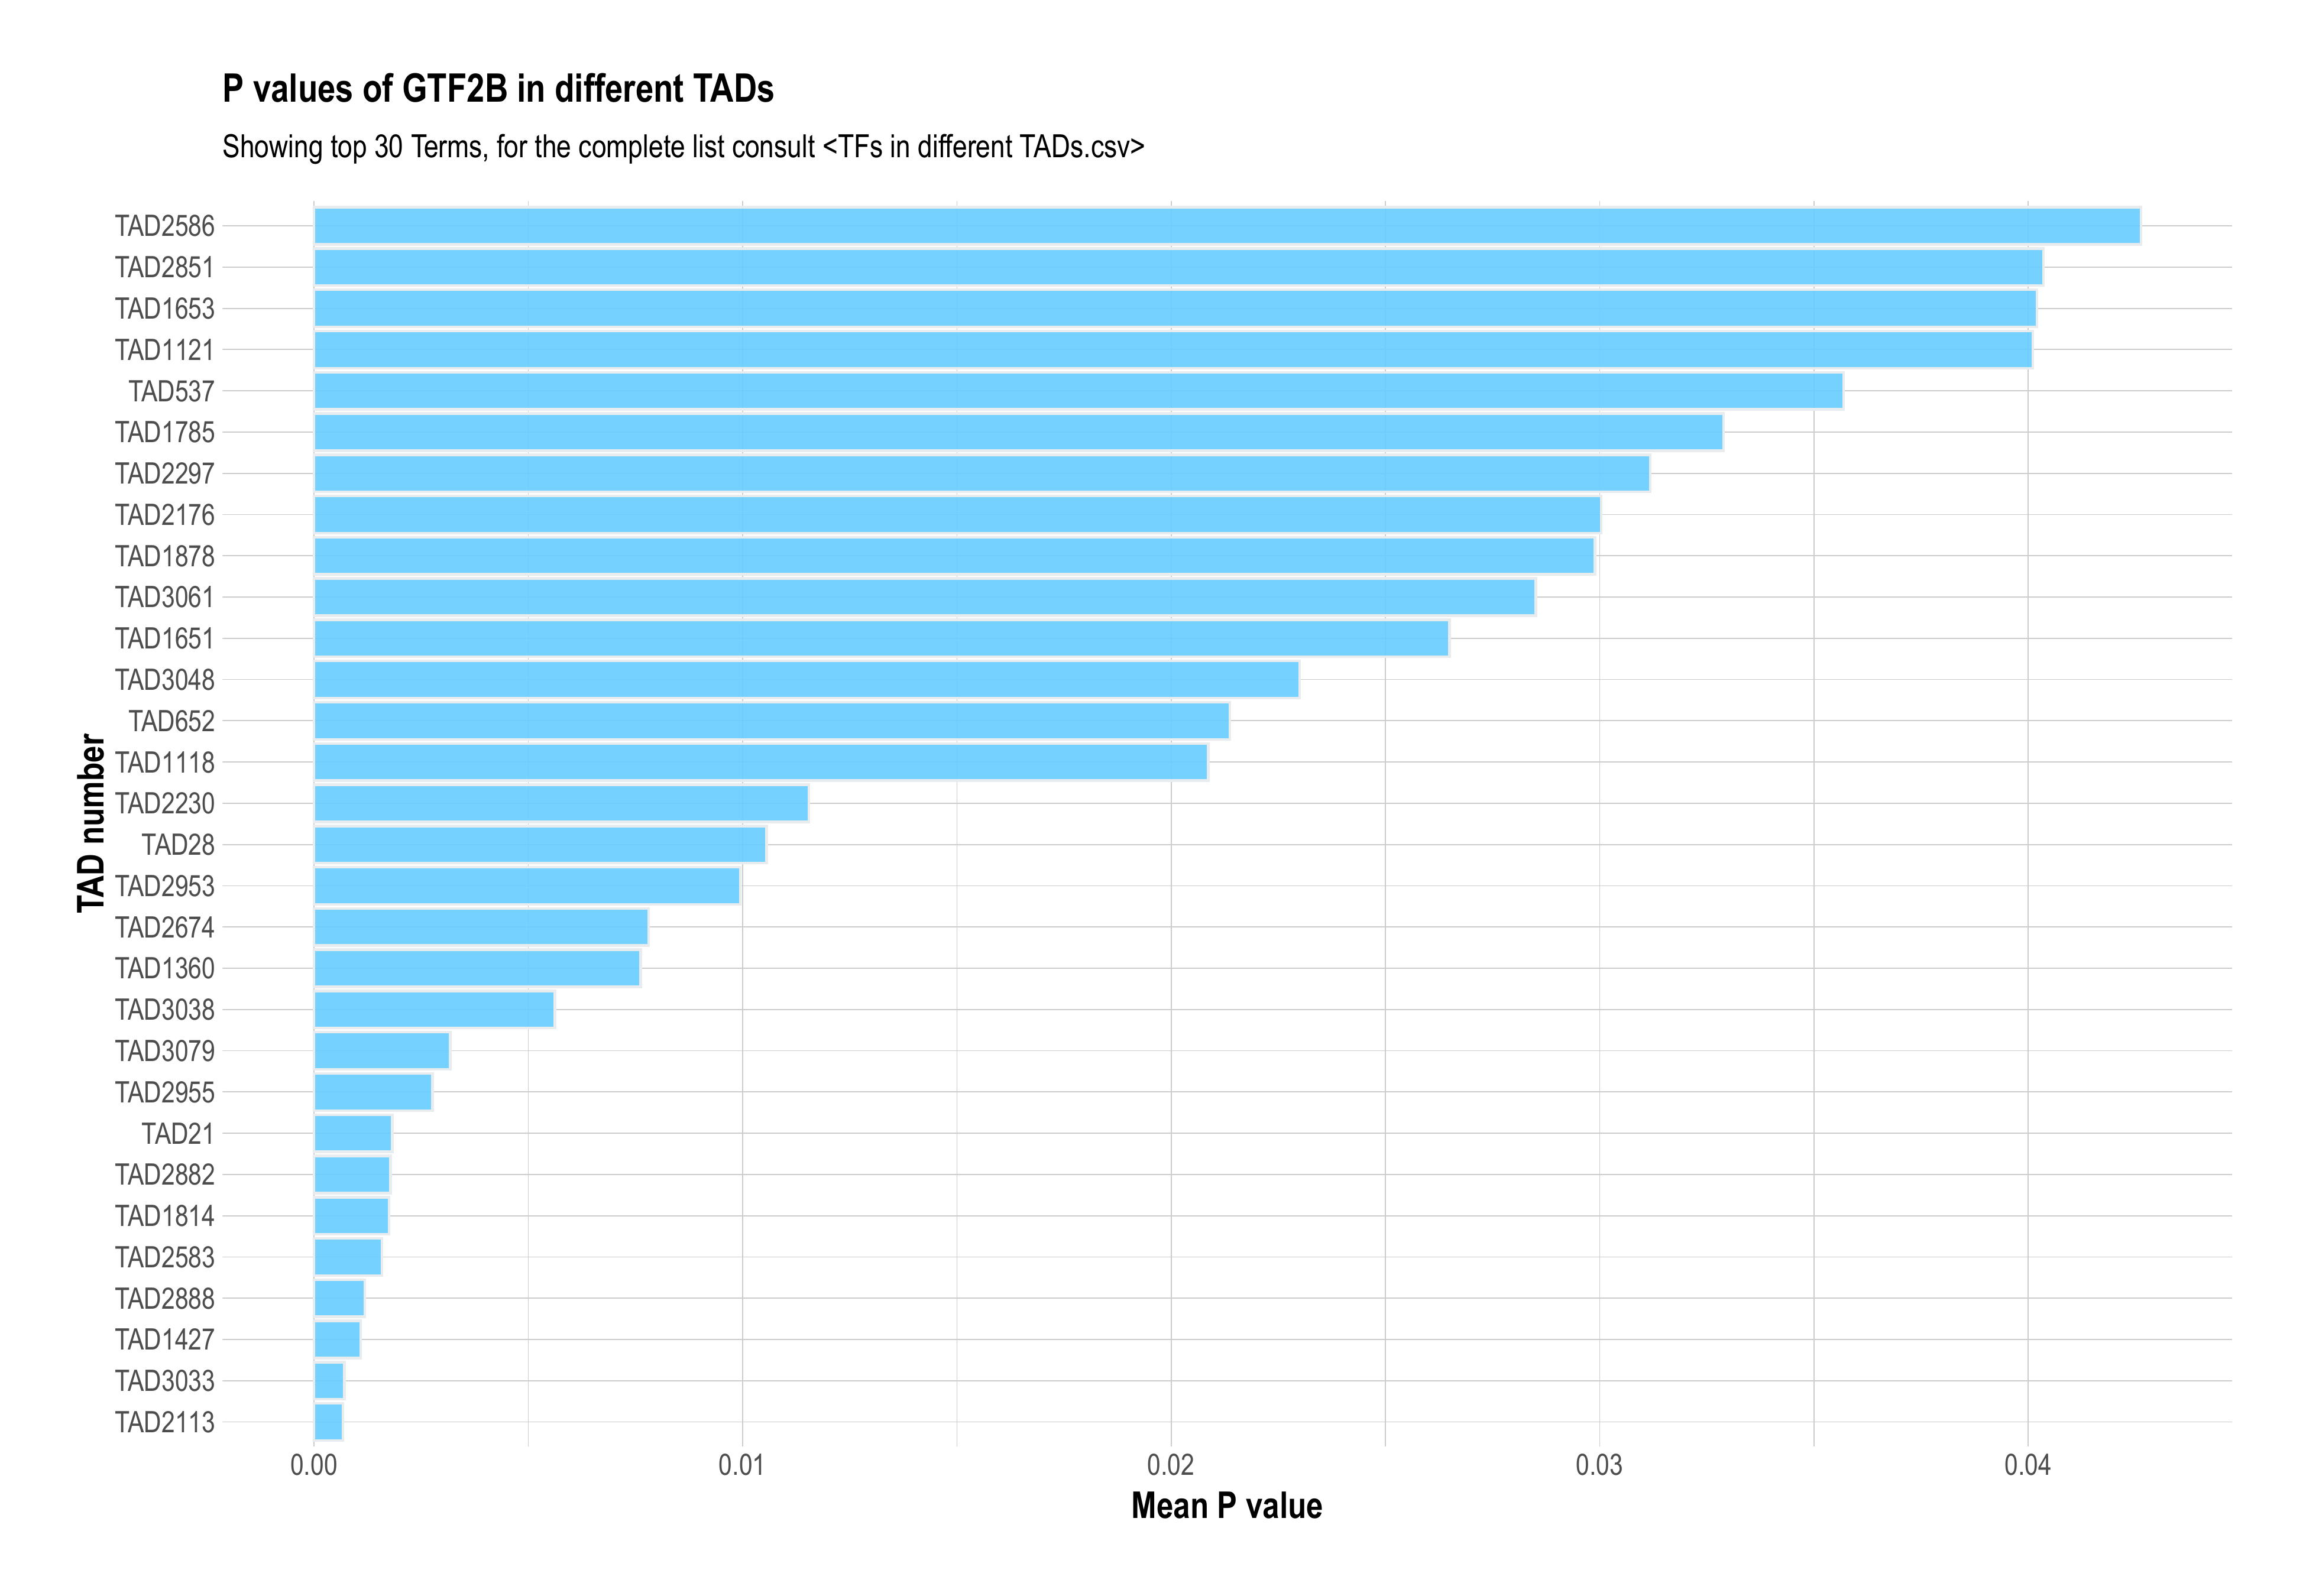 P values of GTF2B in different TADs
Showing top 30 Terms, for the complete list consult <TFs in different TADs.csv>
TAD2586
TAD2851
TAD1653
TAD1121
TAD537
TAD1785
TAD2297
TAD2176
TAD1878
TAD3061
TAD1651
TAD3048
TAD652
TAD1118
TAD2230
TAD28
TAD2953
TAD2674
TAD1360
TAD3038
TAD3079
TAD2955
TAD21
TAD2882
TAD1814
TAD2583
TAD2888
TAD1427
TAD3033
TAD2113
TAD number
0.00 0.01 0.02 0.03 0.04
Mean P value